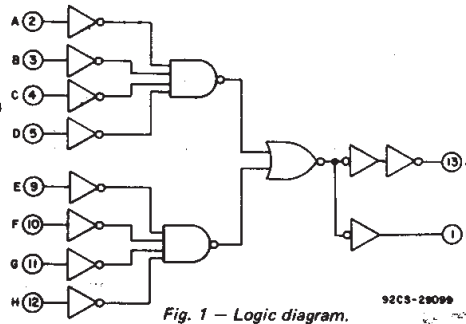 A 2
B 3
C 4
D 5
E 9
F 10
G 11
H 12
13
1
92CS-29099
Fig. 1 — Logic diagram.